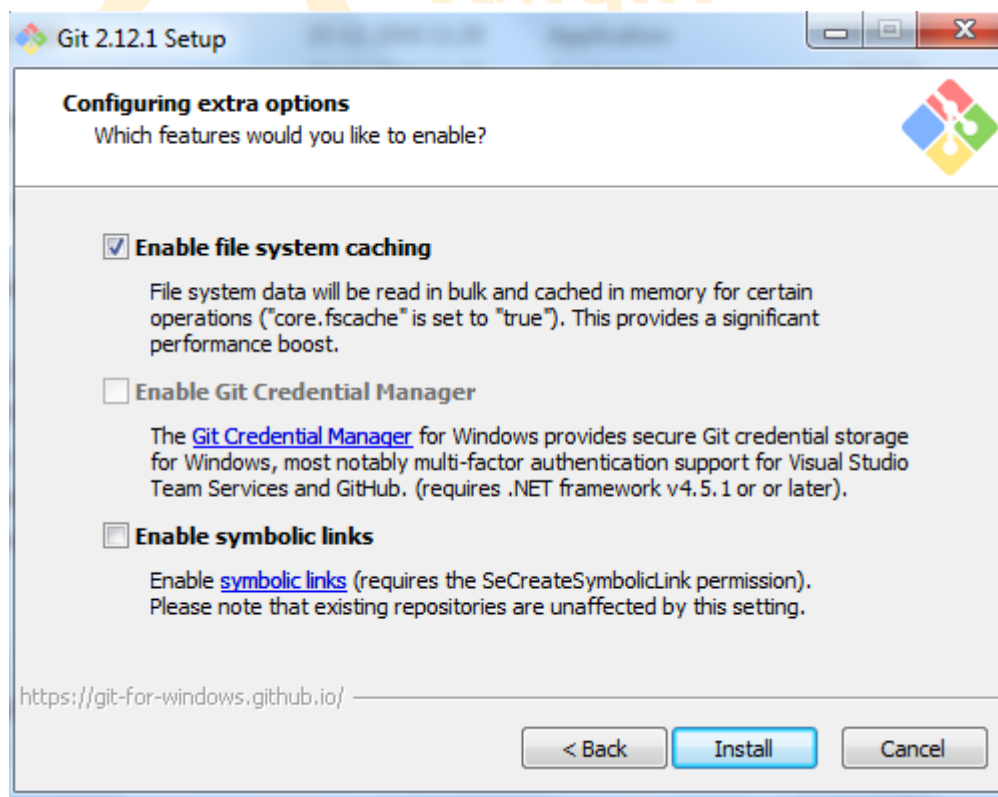 Git 2.12.1 Setup
Configuring extra options
Which features would you like to enable?
Enable file system caching
File system data will be read in bulk and cached in memory for certain
operations ("core.fscache" is set to "true"). This provides a significant
performance boost.
Enable Git Credential Manager
The Git Credential Manager for Windows provides secure Git credential storage
for Windows, most notably multi-factor authentication support for Visual Studio
Team Services and GitHub. (requires .NET framework v4.5.1 or or later).
Enable symbolic links
Enable symbolic links (requires the SeCreateSymbolicLink permission).
Please note that existing repositories are unaffected by this setting.
https://git-for-windows.github.io/
< Back Install Cancel